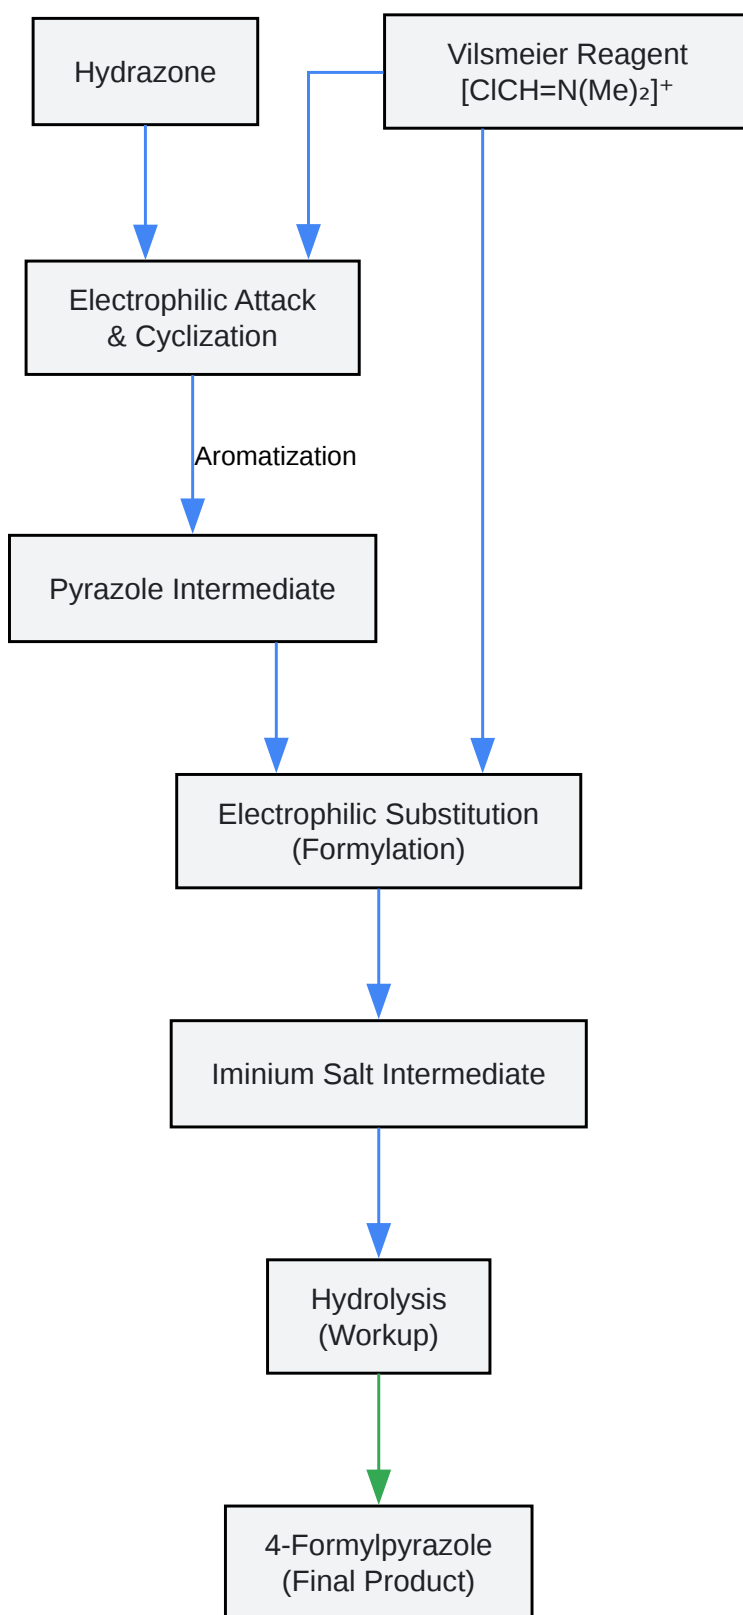 Hydrazone
Vilsmeier Reagent
[ClCH=N(Me)₂]⁺
Electrophilic Attack
& Cyclization
Aromatization
Pyrazole Intermediate
Electrophilic Substitution
(Formylation)
Iminium Salt Intermediate
Hydrolysis
(Workup)
4-Formylpyrazole
(Final Product)